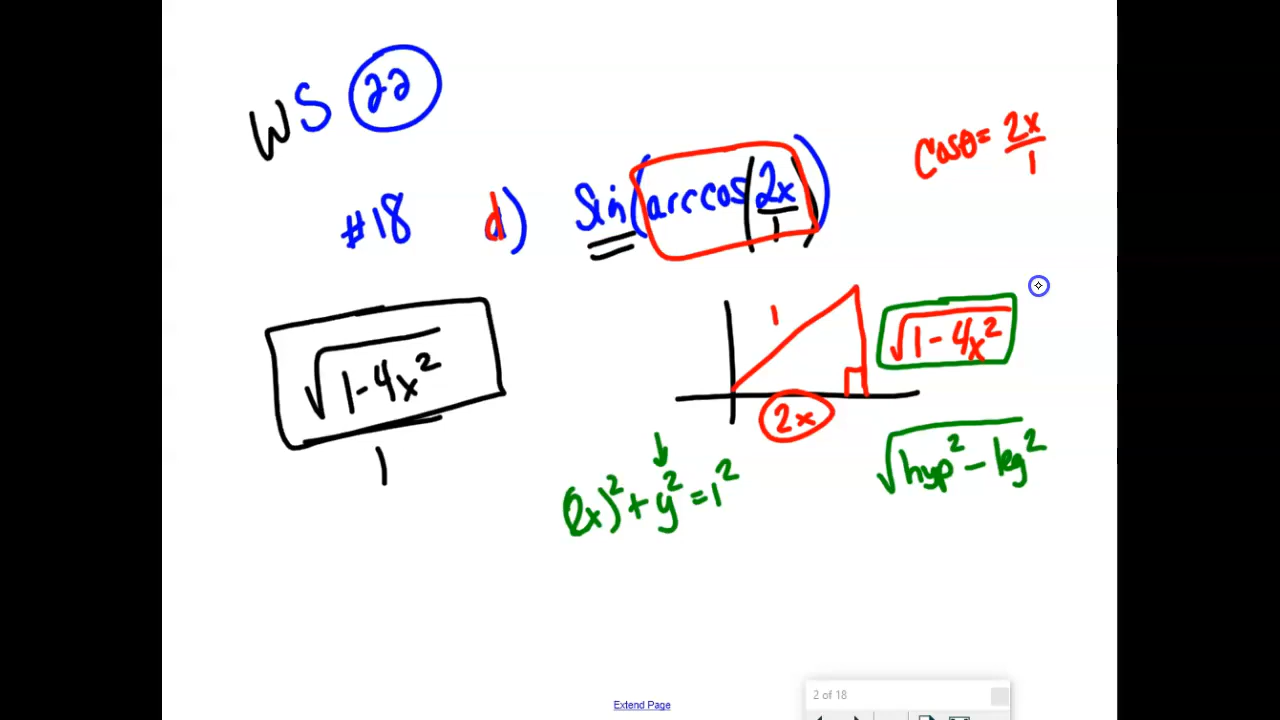 WS 22
#18 d) Sin(arccos(2x/1))
Cosθ = 2x/1
√1-4x²
1
1
√1-4x²
2x
√hyp² - leg²
(2x)² + y² = 1²
2 of 18
Extend Page